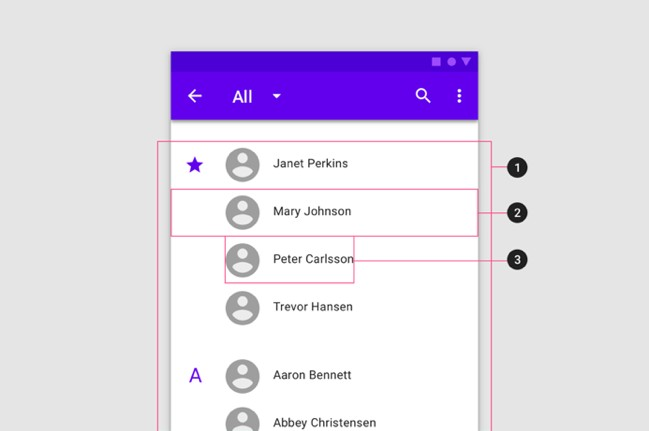 All
Janet Perkins
1
Mary Johnson
2
Peter Carlsson
3
Trevor Hansen
A
Aaron Bennett
Abbey Christensen